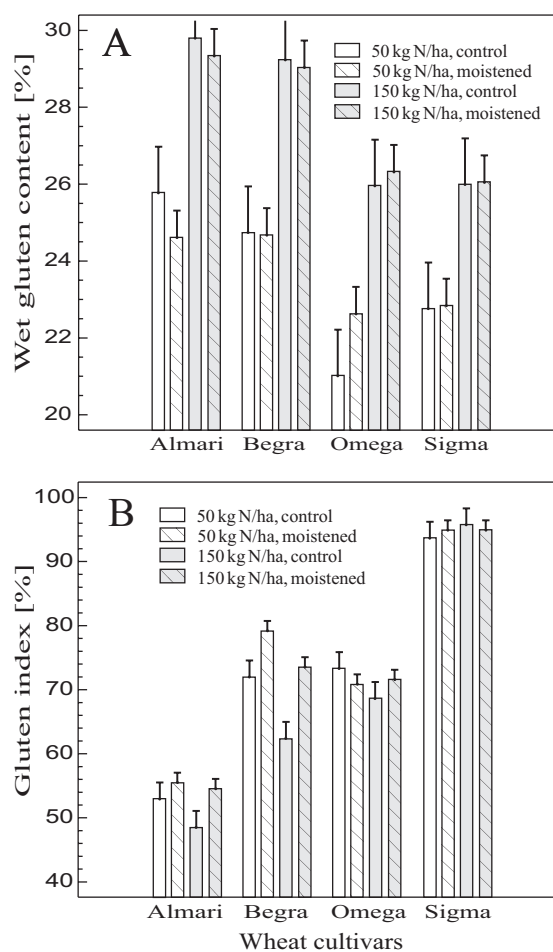 A
Wet gluten content [%]
30
28
26
24
22
20
50 kg N/ha, control
50 kg N/ha, moistened
150 kg N/ha, control
150 kg N/ha, moistened
Almari Begra Omega Sigma
B
Gluten index [%]
100
90
80
70
60
50
40
50 kg N/ha, control
50 kg N/ha, moistened
150 kg N/ha, control
150 kg N/ha, moistened
Almari Begra Omega Sigma
Wheat cultivars